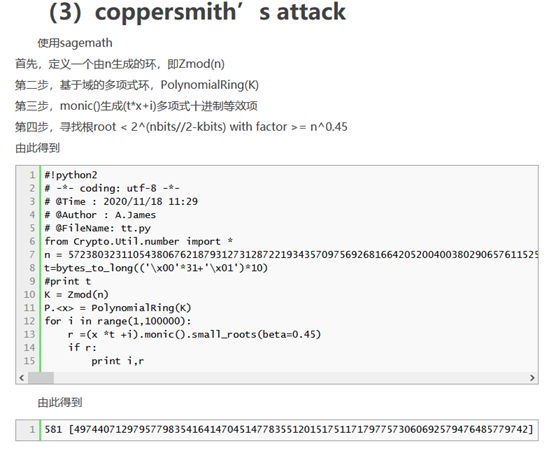 （3）coppersmith’s attack
使用sagemath
首先，定义一个由n生成的环，即Zmod(n)
第二步，基于域的多项式环，PolynomialRing(K)
第三步，monic()生成(t*x+i)多项式十进制等效项
第四步，寻找根root < 2^(nbits//2-kbits) with factor >= n^0.45
由此得到
1 #!python2
2 # -*- coding: utf-8 -*-
3 # @Time : 2020/11/18 11:29
4 # @Author : A.James
5 # @FileName: tt.py
6 from Crypto.Util.number import *
7 n = 57238032311054380676218793127312872219343570975692681664205200400380290657611525
8 t=bytes_to_long(('\x00'*31+'\x01')*10)
9 #print t
10 K = Zmod(n)
11 P.<x> = PolynomialRing(K)
12 for i in range(1,100000):
13     r =(x *t +i).monic().small_roots(beta=0.45)
14     if r:
15         print i,r
由此得到
1 581 [49744071297957798354164147045147783551201517511717977573060692579476485779742]